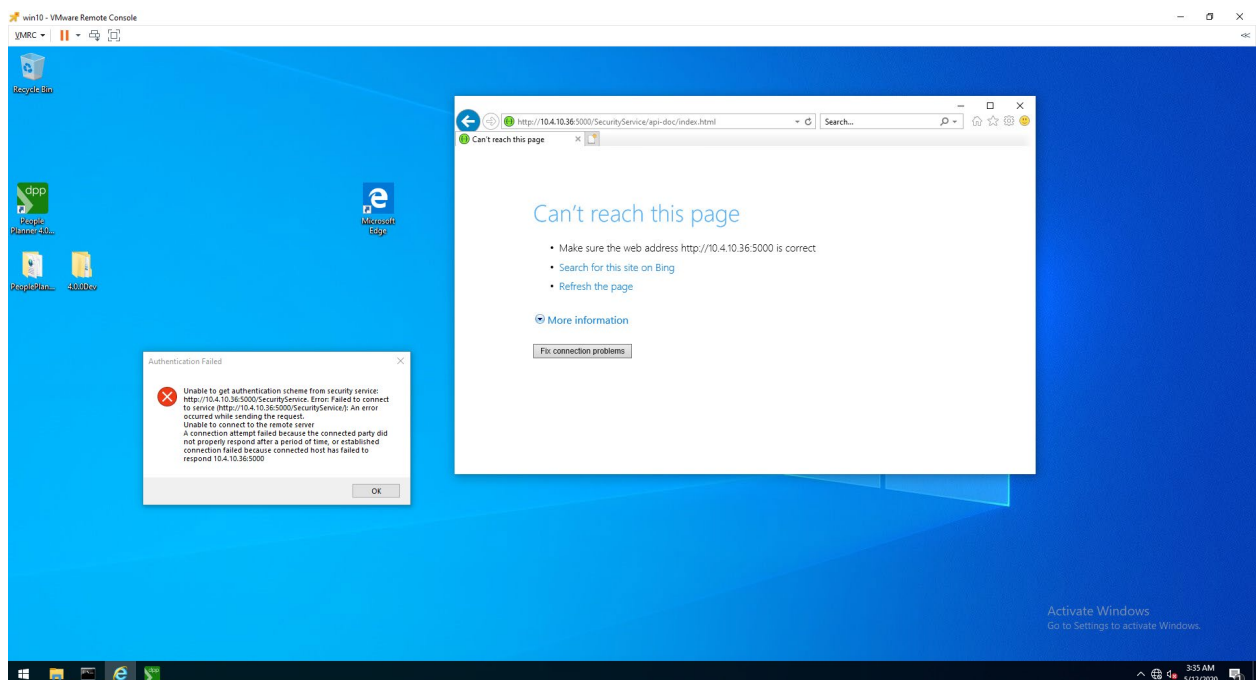 win10 - VMware Remote Console
VMRC
Recycle Bin
http://10.4.10.36:5000/SecurityService/api-doc/index.html
Search...
Can't reach this page
dpp
People
Planner 4.0...
Microsoft
Edge
PeoplePlan...
4.0.0Dev
Can't reach this page
Make sure the web address http://10.4.10.36:5000 is correct
Search for this site on Bing
Refresh the page
More information
Fix connection problems
Authentication Failed
Unable to get authentication scheme from security service:
http://10.4.10.36:5000/SecurityService. Error: Failed to connect
to service (http://10.4.10.36:5000/SecurityService/): An error
occurred while sending the request.
Unable to connect to the remote server
A connection attempt failed because the connected party did
not properly respond after a period of time, or established
connection failed because connected host has failed to
respond 10.4.10.36:5000
OK
Activate Windows
Go to Settings to activate Windows.
dpp
3:35 AM
5/12/2020